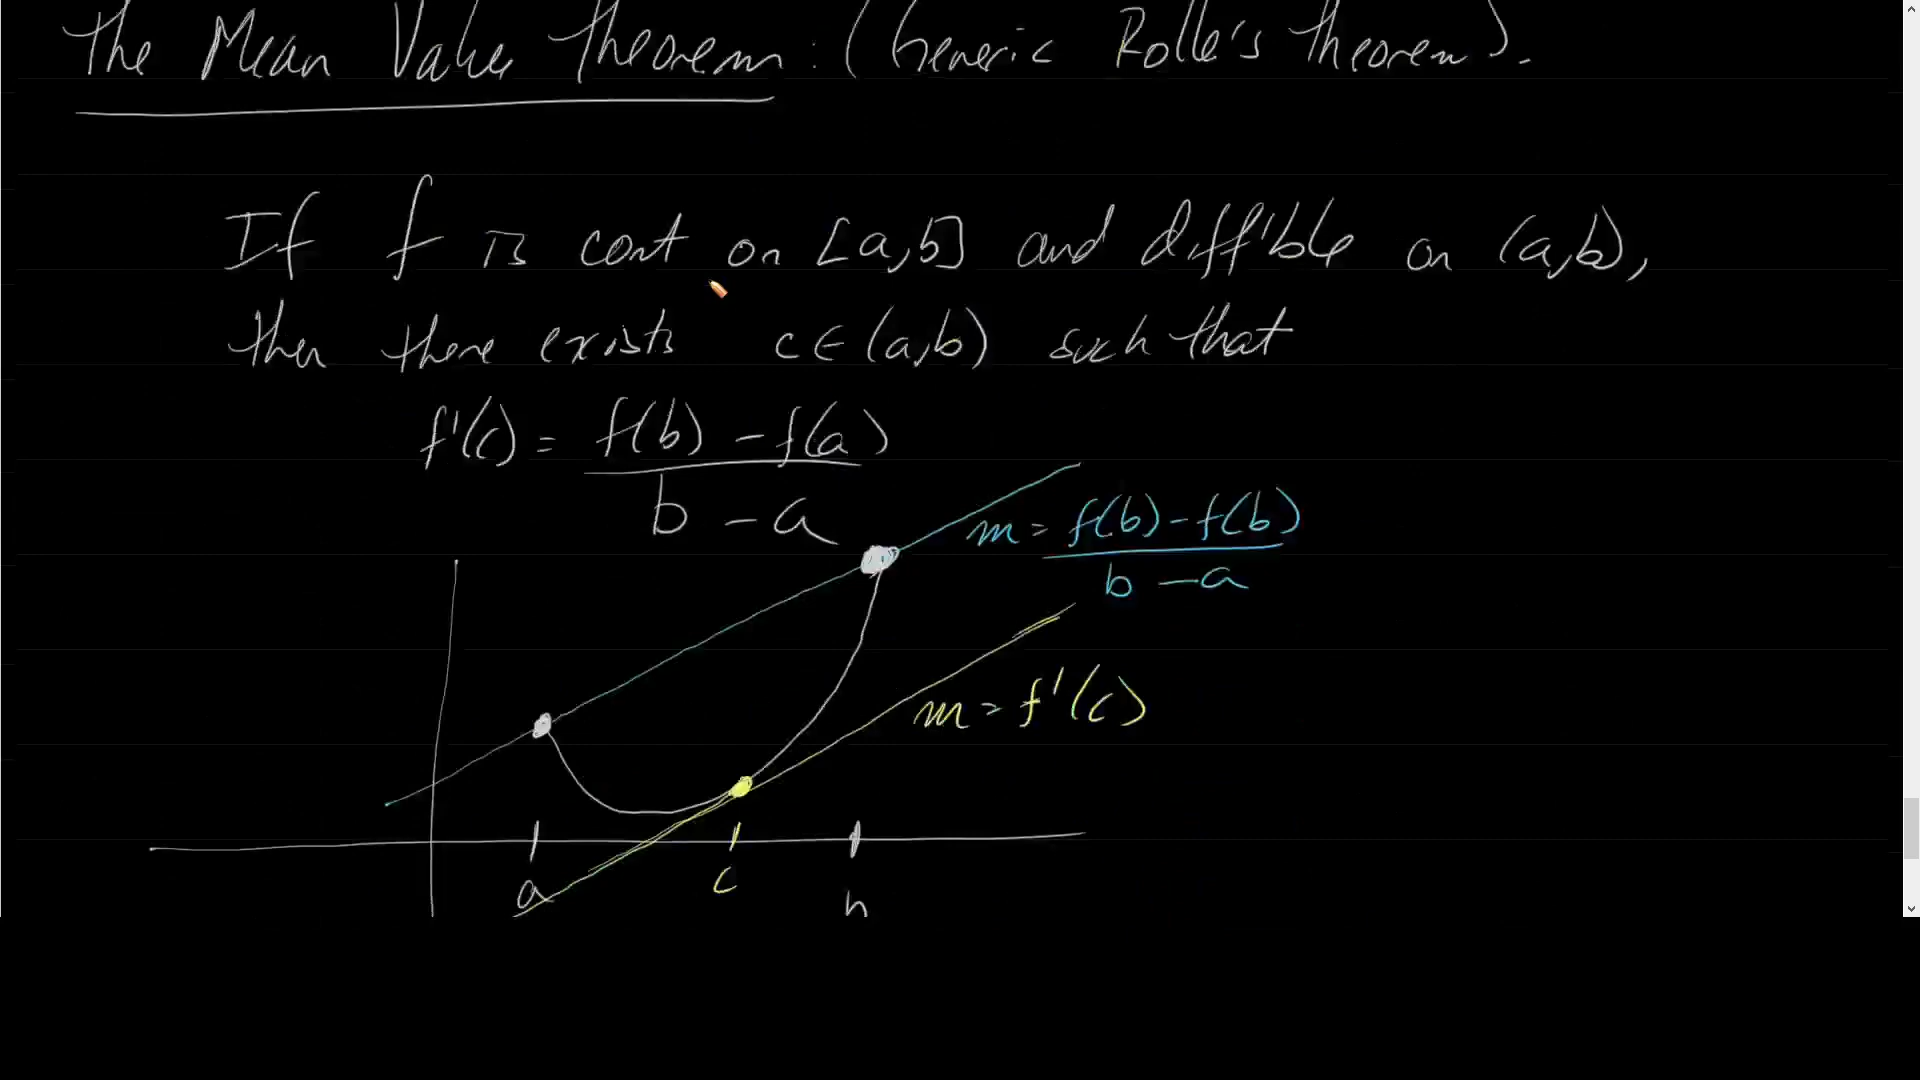 The Mean Value Theorem: (Generic Rolle's Theorem).
If f is cont on [a,b] and diff'ble on (a,b),
then there exists c∈(a,b) such that
f'(c) = f(b) - f(a)
b - a
m = f(b) - f(b)
b - a
m = f'(c)
a c b